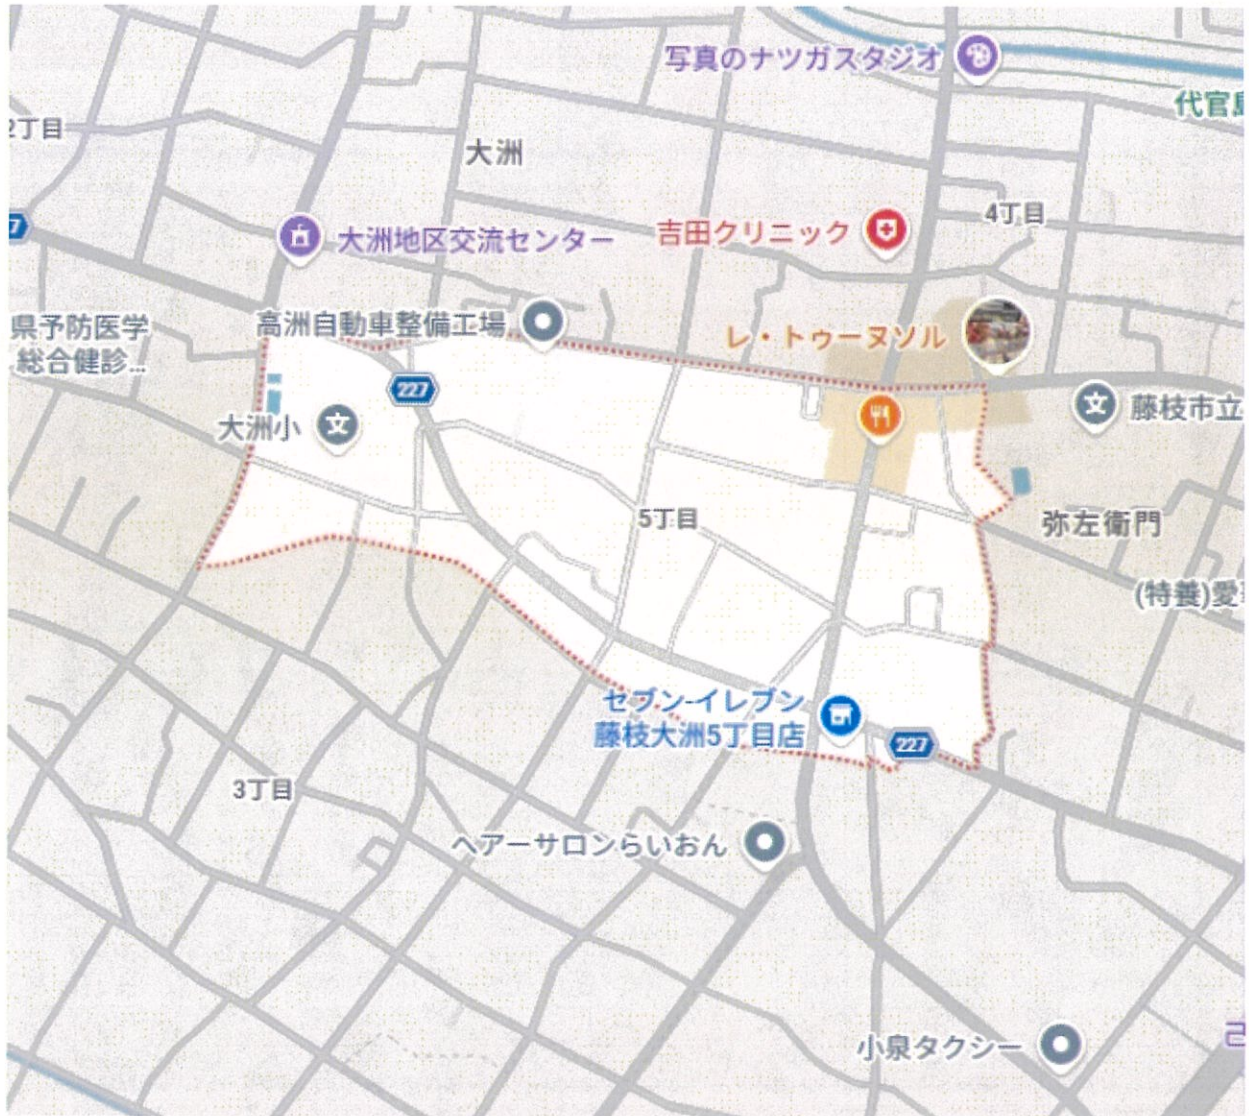 写真のナツガスタジオ
代官島
2丁目
大洲
4丁目
7
大洲地区交流センター
吉田クリニック
県予防医学
総合健診...
高洲自動車整備工場
レ・トゥーヌソル
227
藤枝市立
大洲小
5丁目
弥左衛門
(特養)愛
セブン-イレブン
藤枝大洲5丁目店
227
3丁目
ヘアーサロンらいおん
小泉タクシー